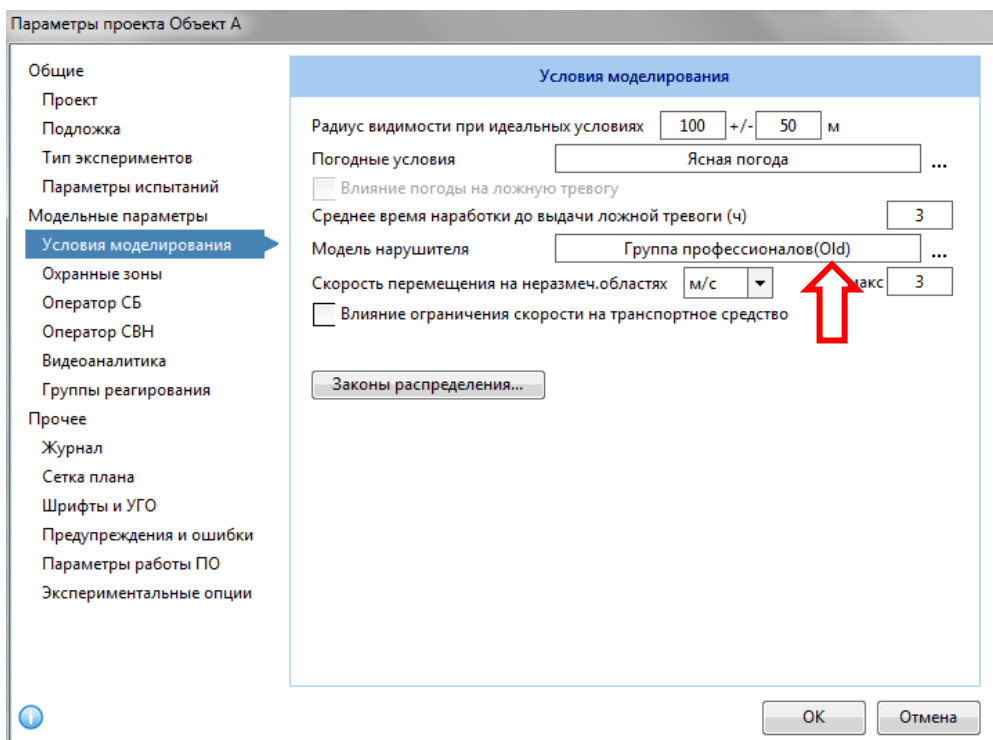 Параметры проекта Объект А
Общие
Проект
Подложка
Тип экспериментов
Параметры испытаний
Модельные параметры
Условия моделирования
Охранные зоны
Оператор СБ
Оператор СВН
Видеоаналитика
Группы реагирования
Прочее
Журнал
Сетка плана
Шрифты и УГО
Предупреждения и ошибки
Параметры работы ПО
Экспериментальные опции
Условия моделирования
Радиус видимости при идеальных условиях 100 +/- 50 м
Погодные условия Ясная погода ...
Влияние погоды на ложную тревогу
Среднее время наработки до выдачи ложной тревоги (ч) 3
Модель нарушителя Группа профессионалов(Old) ...
Скорость перемещения на неразмеч.областях м/с 3
Влияние ограничения скорости на транспортное средство
Законы распределения...
OK Отмена